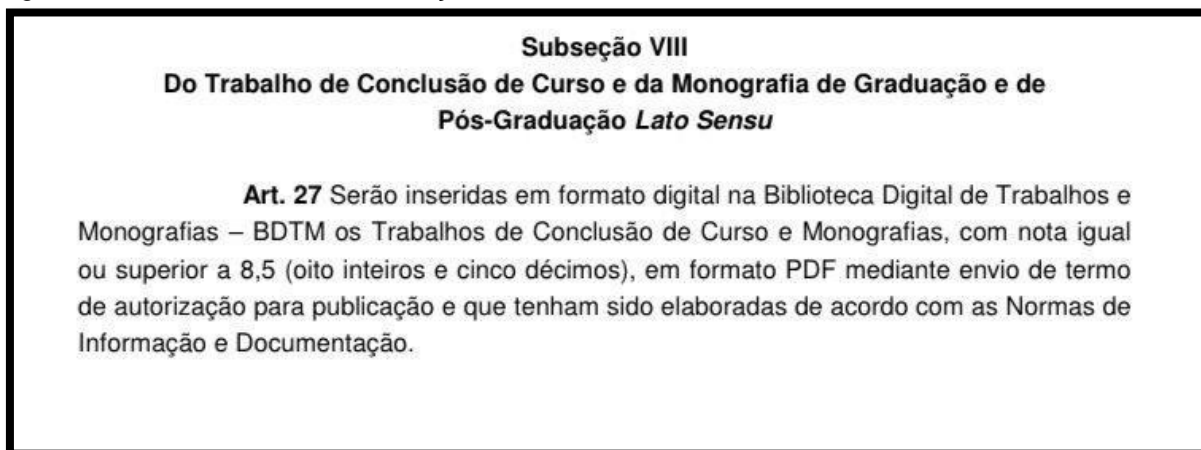 Subseção VIII
Do Trabalho de Conclusão de Curso e da Monografia de Graduação e de
Pós-Graduação Lato Sensu
Art. 27 Serão inseridas em formato digital na Biblioteca Digital de Trabalhos e
Monografias – BDTM os Trabalhos de Conclusão de Curso e Monografias, com nota igual
ou superior a 8,5 (oito inteiros e cinco décimos), em formato PDF mediante envio de termo
de autorização para publicação e que tenham sido elaboradas de acordo com as Normas de
Informação e Documentação.